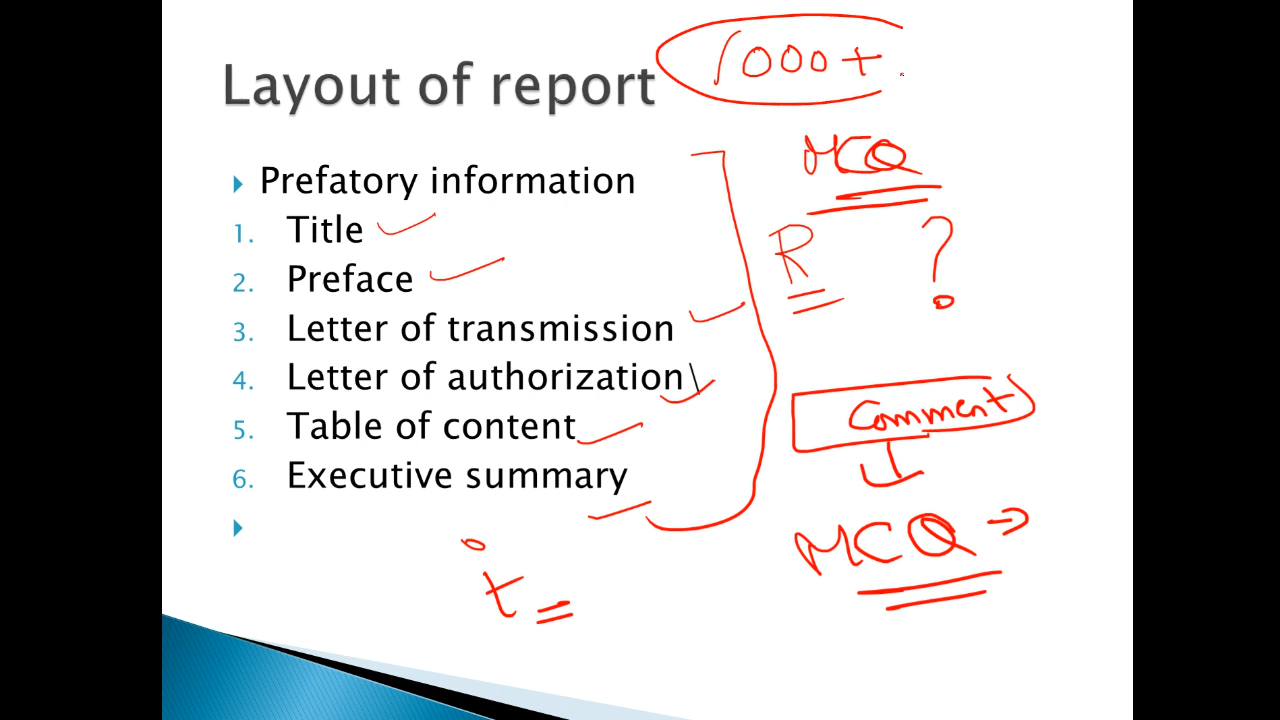 Layout of report
1000+
MCQ
Prefatory information
1. Title
R ?
2. Preface
3. Letter of transmission
4. Letter of authorization\
Comment
5. Table of content
6. Executive summary
MCQ →